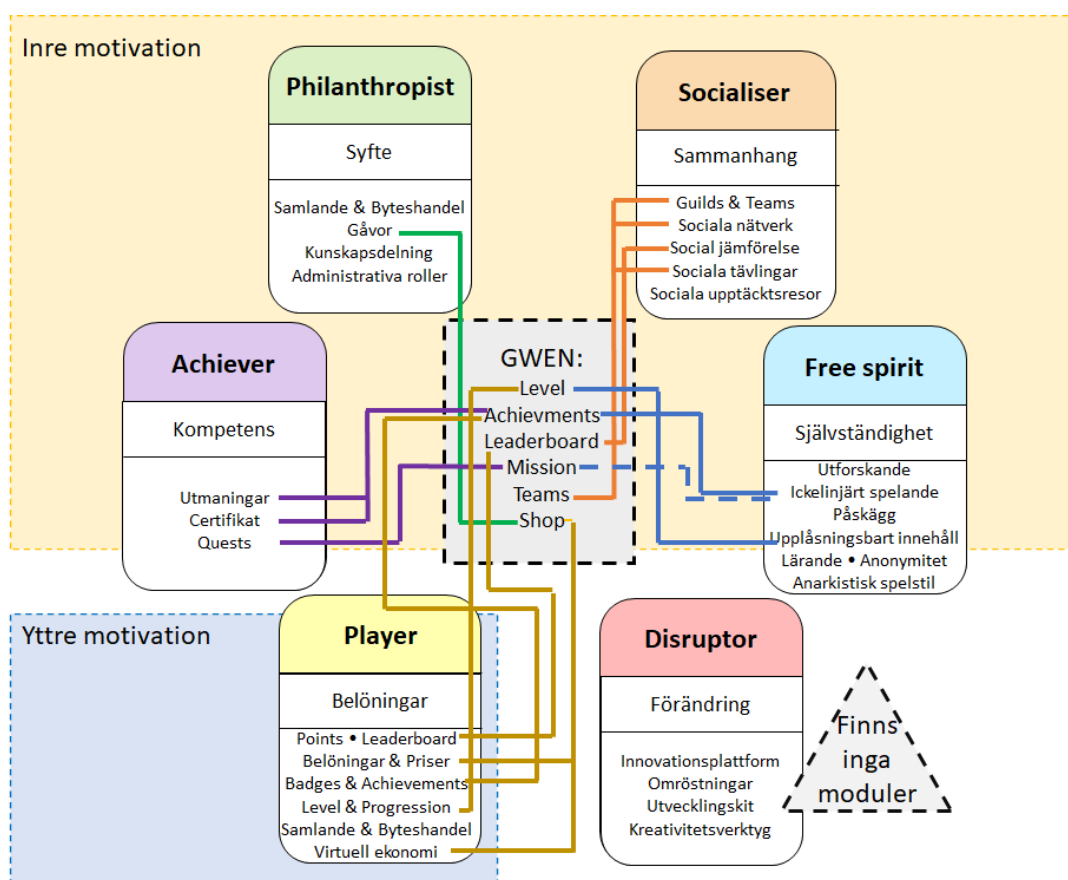 Inre motivation
Philanthropist
Syfte
Samlande & Byteshandel
Gåvor
Kunskapsdelning
Administrativa roller
Socialiser
Sammanhang
Guilds & Teams
Sociala nätverk
Social jämförelse
Sociala tävlingar
Sociala upptäcktsresor
Achiever
Kompetens
Utmaningar
Certifikat
Quests
GWEN:
Level
Achievments
Leaderboard
Mission
Teams
Shop
Free spirit
Självständighet
Utforskande
Ickelinjärt spelande
Påskägg
Upplåsningsbart innehåll
Lärande • Anonymitet
Anarkistisk spelstil
Yttre motivation
Player
Belöningar
Points • Leaderboard
Belöningar & Priser
Badges & Achievements
Level & Progression
Samlande & Byteshandel
Virtuell ekonomi
Disruptor
Förändring
Innovationsplattform
Omröstningar
Utvecklingskit
Kreativitetsverktyg
Finns
inga
moduler